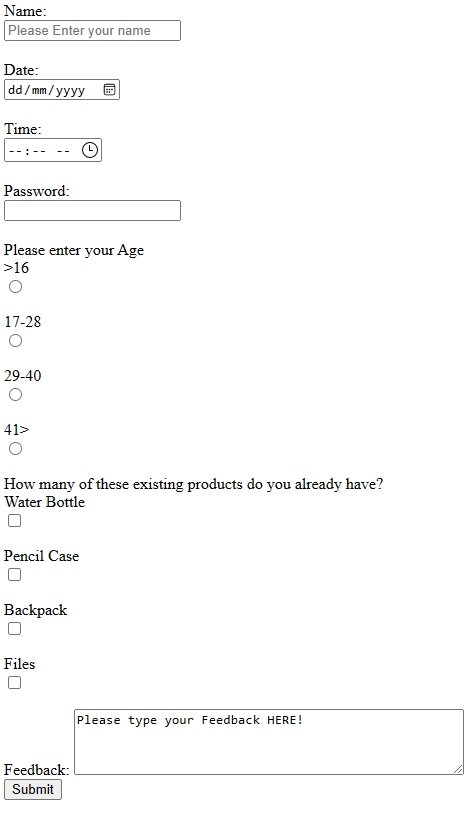 Name:
Please Enter your name
Date:
dd/mm/yyyy
Time:
--:-- --
Password:
Please enter your Age
>16
17-28
29-40
41>
How many of these existing products do you already have?
Water Bottle
Pencil Case
Backpack
Files
Please type your Feedback HERE!
Feedback:
Submit